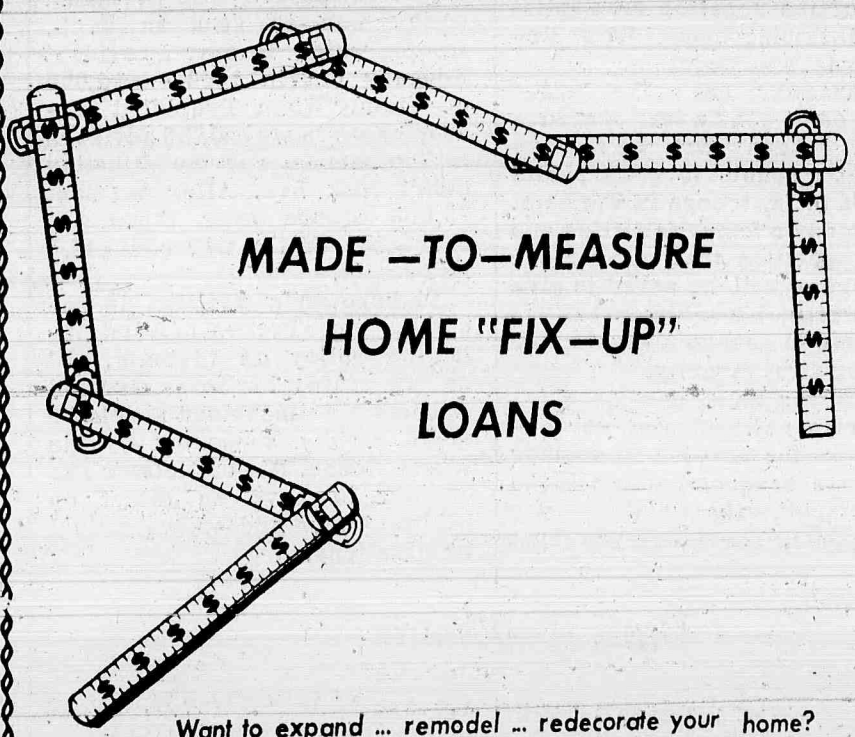 MADE –TO–MEASURE
HOME "FIX–UP"
LOANS
Want to expand ... remodel ... redecorate your home?